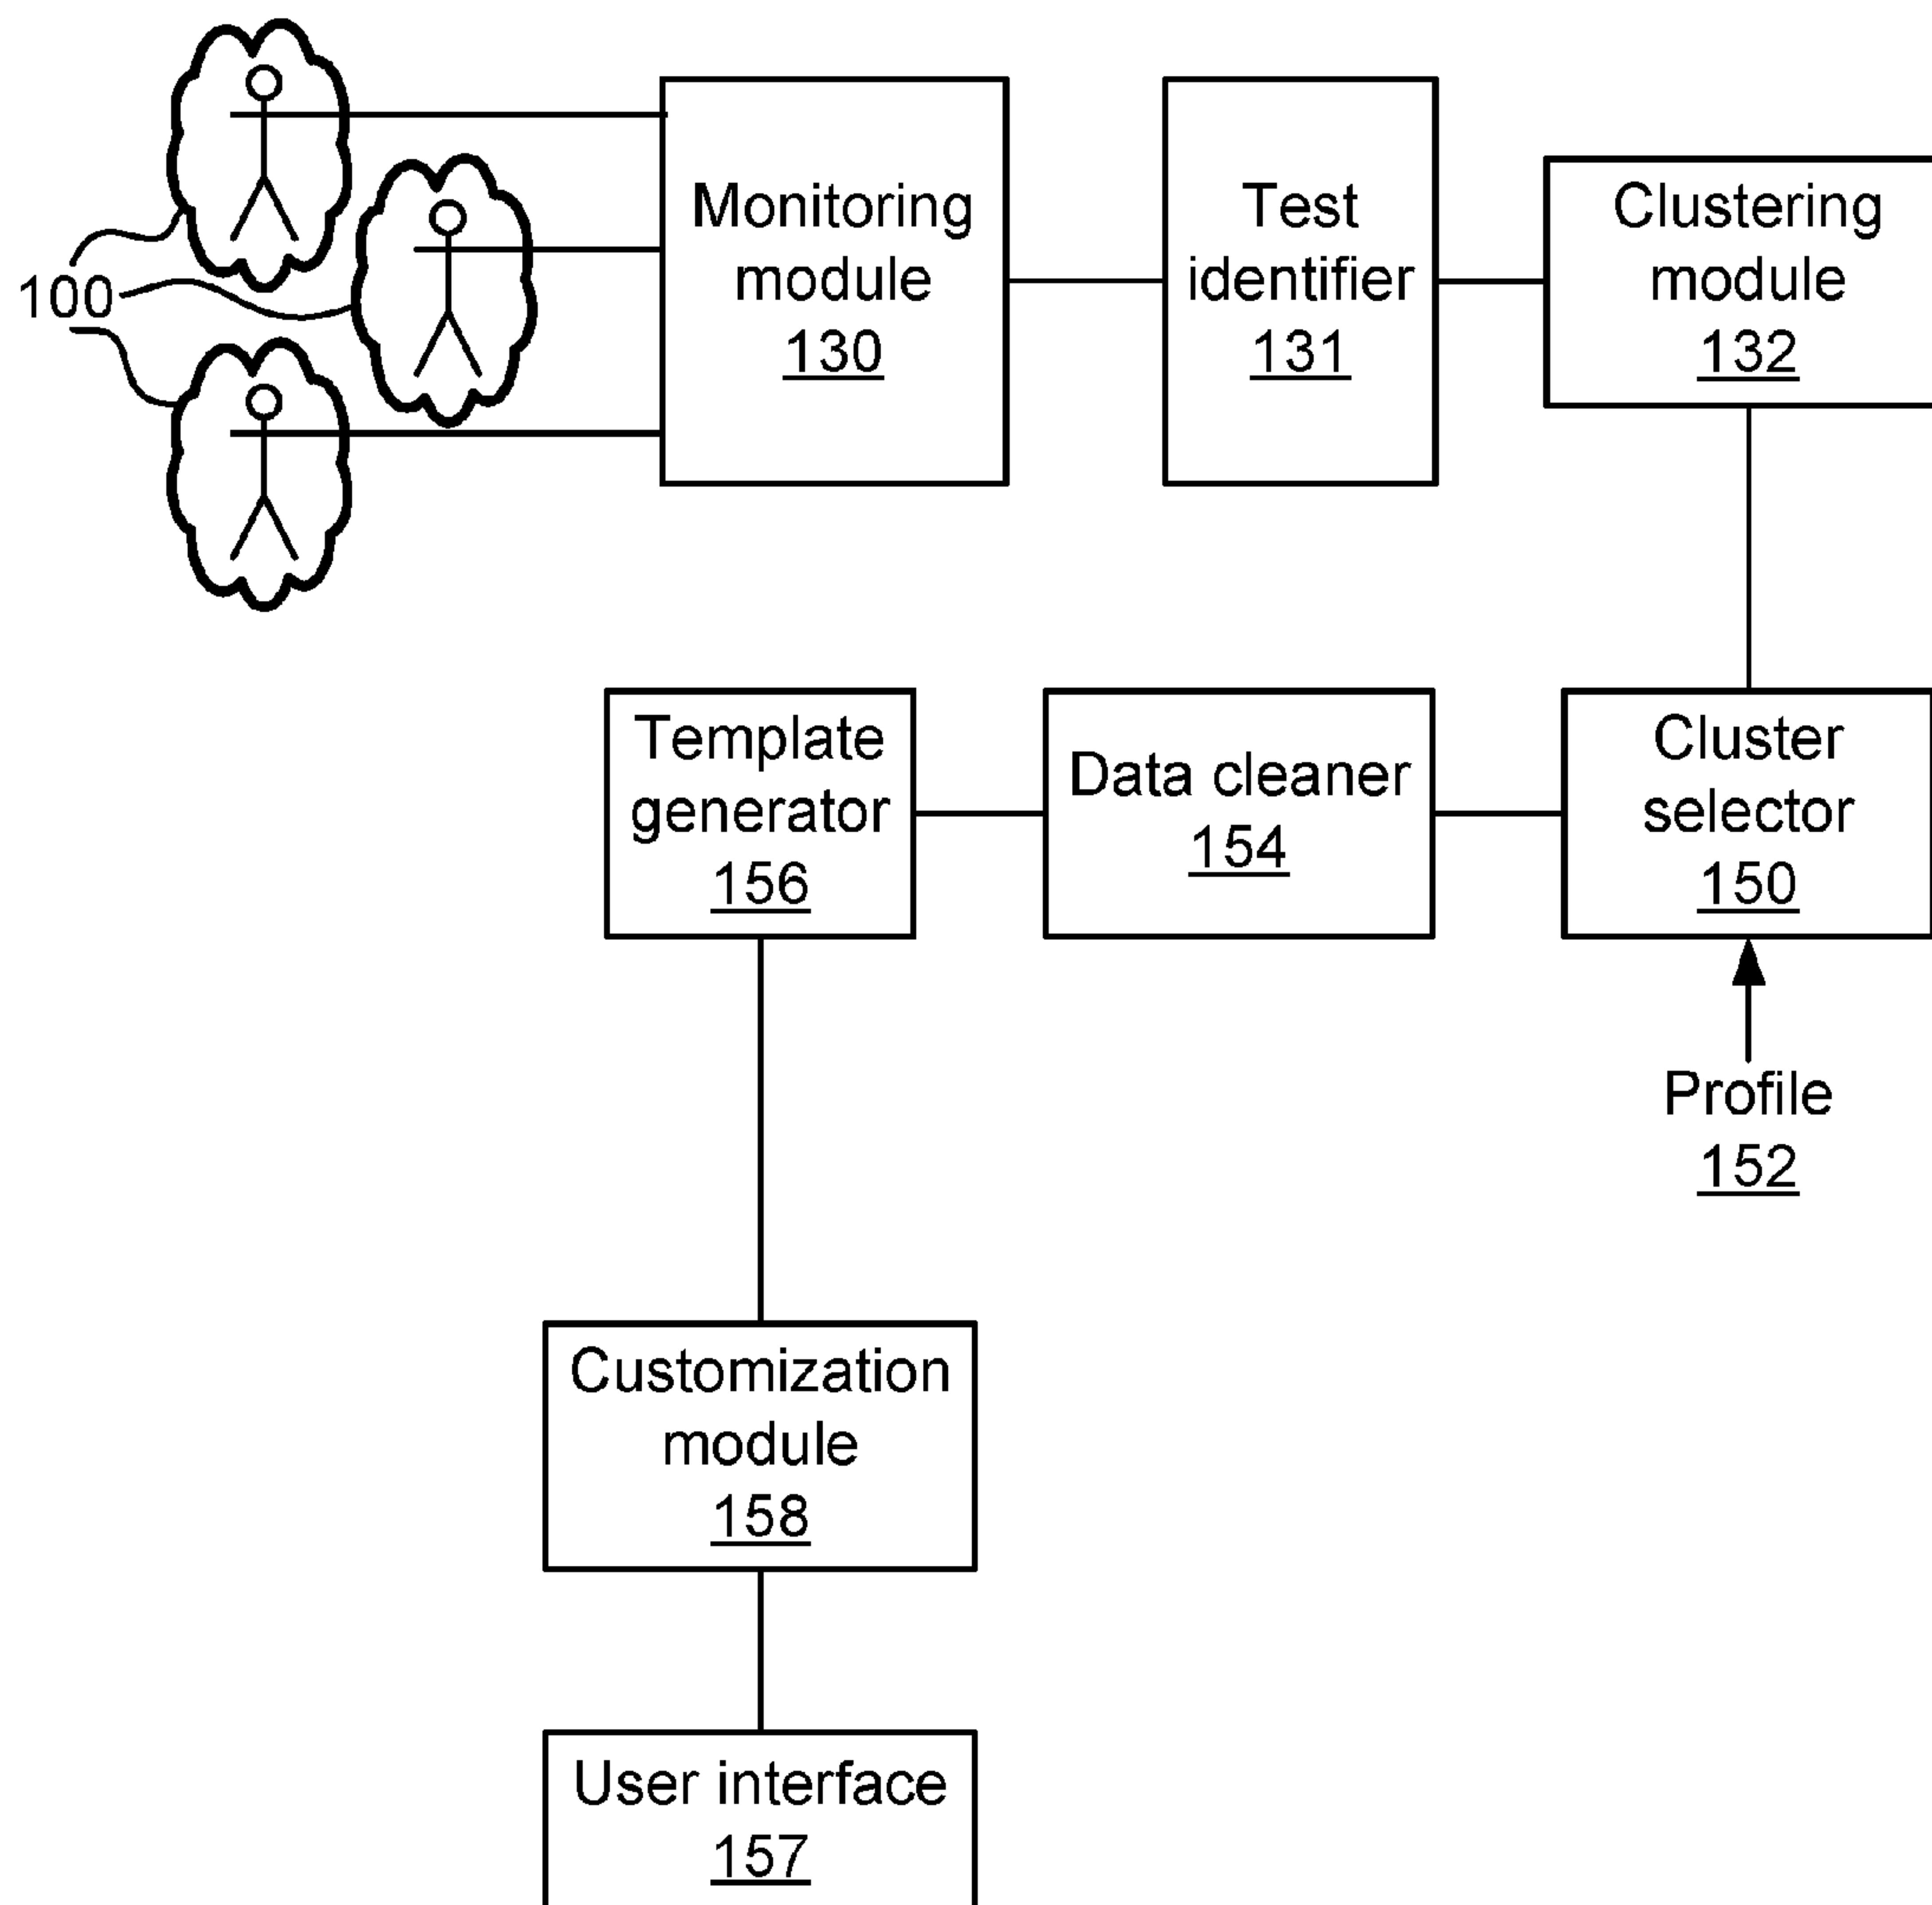 100
Monitoring
module
130
Test
identifier
131
Clustering
module
132
Template
generator
156
Data cleaner
154
Cluster
selector
150
Profile
152
Customization
module
158
User interface
157